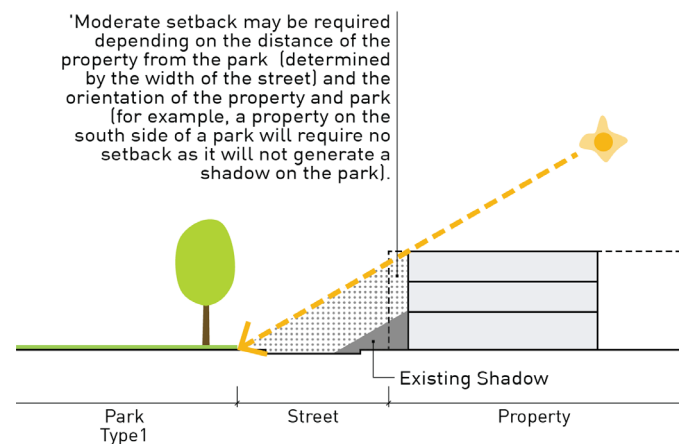 'Moderate setback may be required
depending on the distance of the
property from the park (determined
by the width of the street) and the
orientation of the property and park
(for example, a property on the
south side of a park will require no
setback as it will not generate a
shadow on the park).
Existing Shadow
Park
Type1
Street
Property